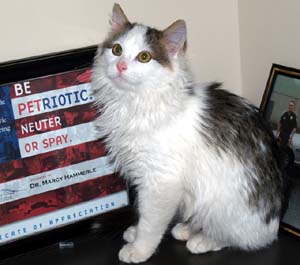 BE
PETRIOTIC.
NEUTER
OR SPAY.
DR. MARCY HAMMERLE
CATE OF APPRECIATION